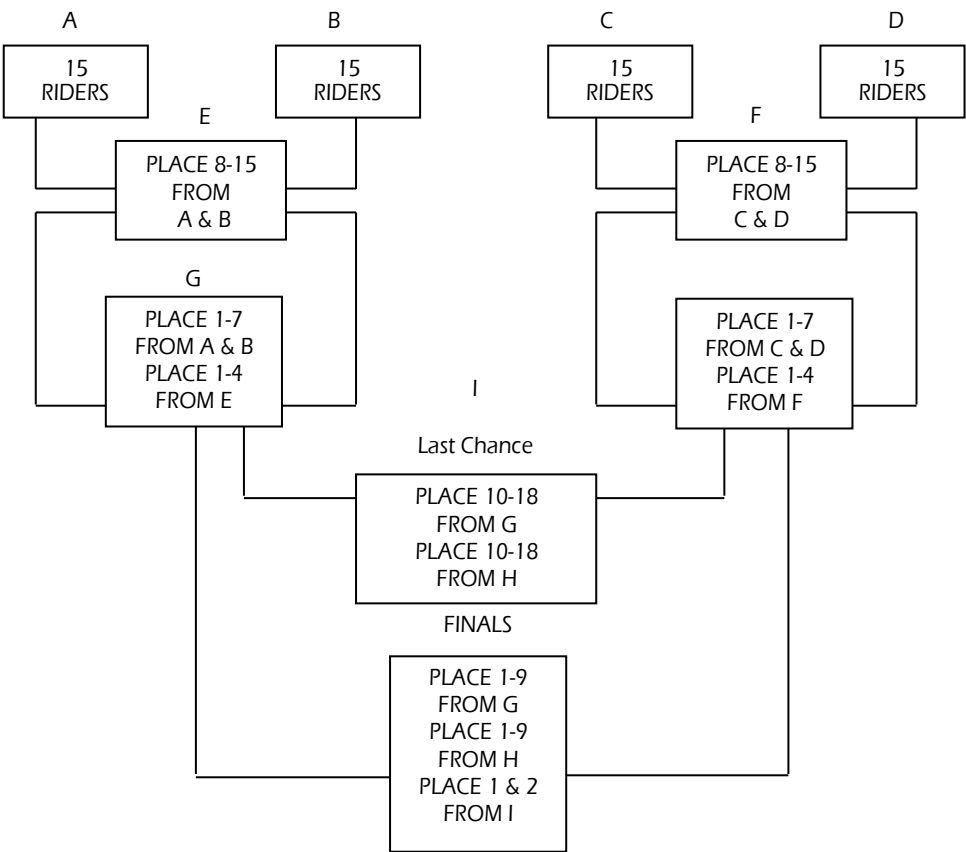 A
B
C
D
15
RIDERS
15
RIDERS
15
RIDERS
15
RIDERS
E
F
PLACE 8-15
FROM
A & B
PLACE 8-15
FROM
C & D
G
PLACE 1-7
FROM A & B
PLACE 1-4
FROM E
PLACE 1-7
FROM C & D
PLACE 1-4
FROM F
I
Last Chance
PLACE 10-18
FROM G
PLACE 10-18
FROM H
FINALS
PLACE 1-9
FROM G
PLACE 1-9
FROM H
PLACE 1 & 2
FROM I